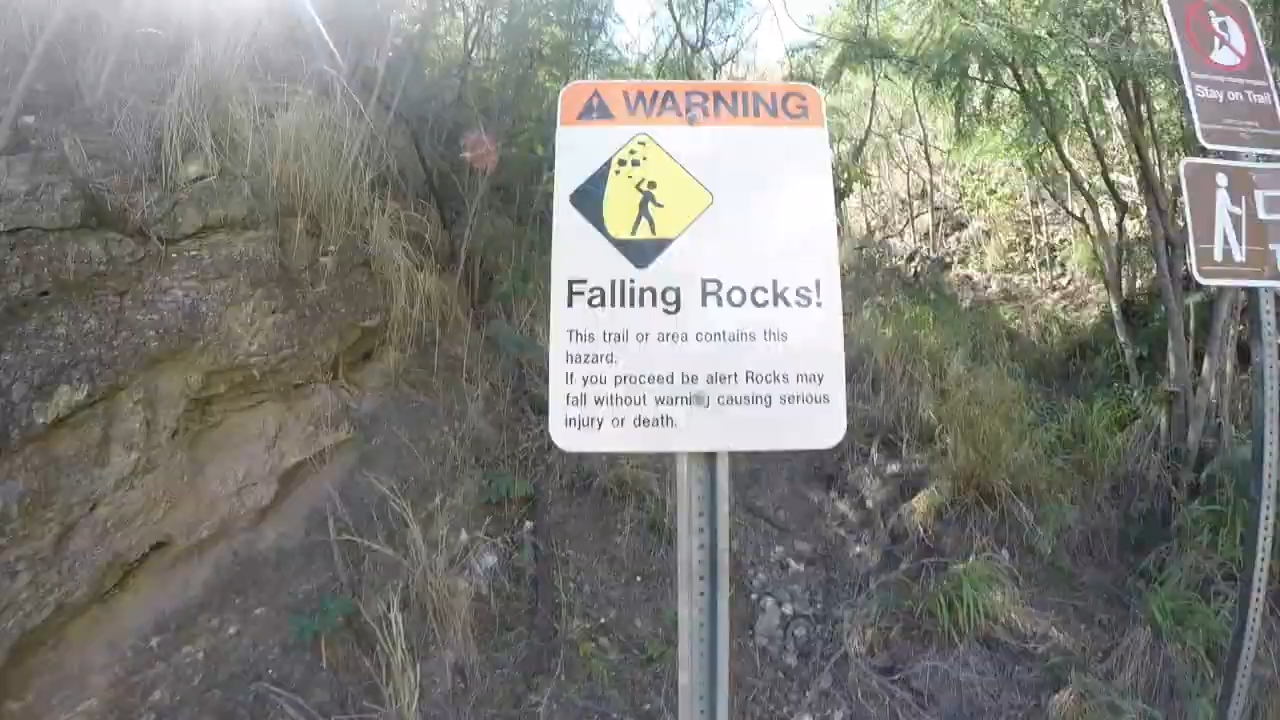 WARNING
Falling Rocks!
This trail or area contains this
hazard.
If you proceed be alert Rocks may
fall without warning causing serious
injury or death.
Stay on Trail